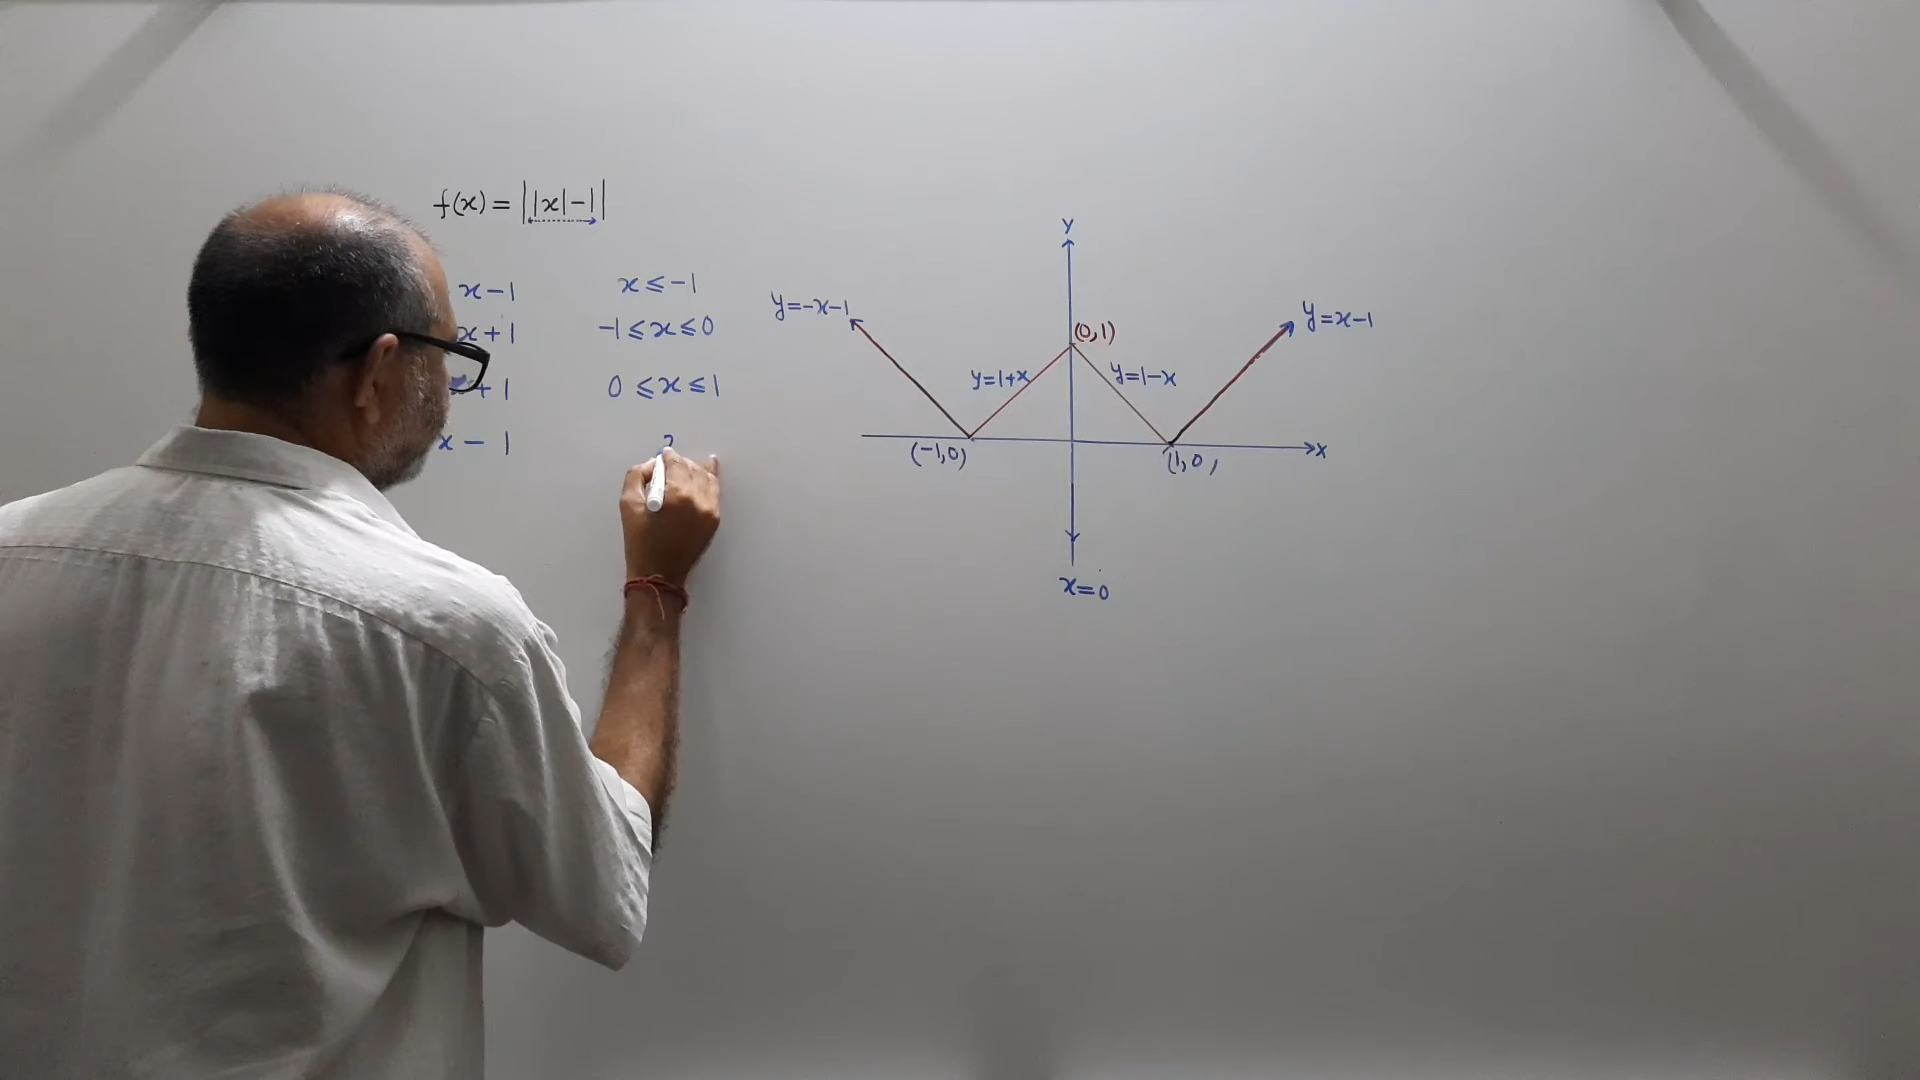 f(x) = ||x|-1|
x-1 x ≤ -1
x+1 -1 ≤ x ≤ 0
+1 0 ≤ x ≤ 1
x - 1
Y
y=-x-1
(0,1)
y=x-1
y=1+x
y=1-x
(-1,0)
(1,0,
x
x=0